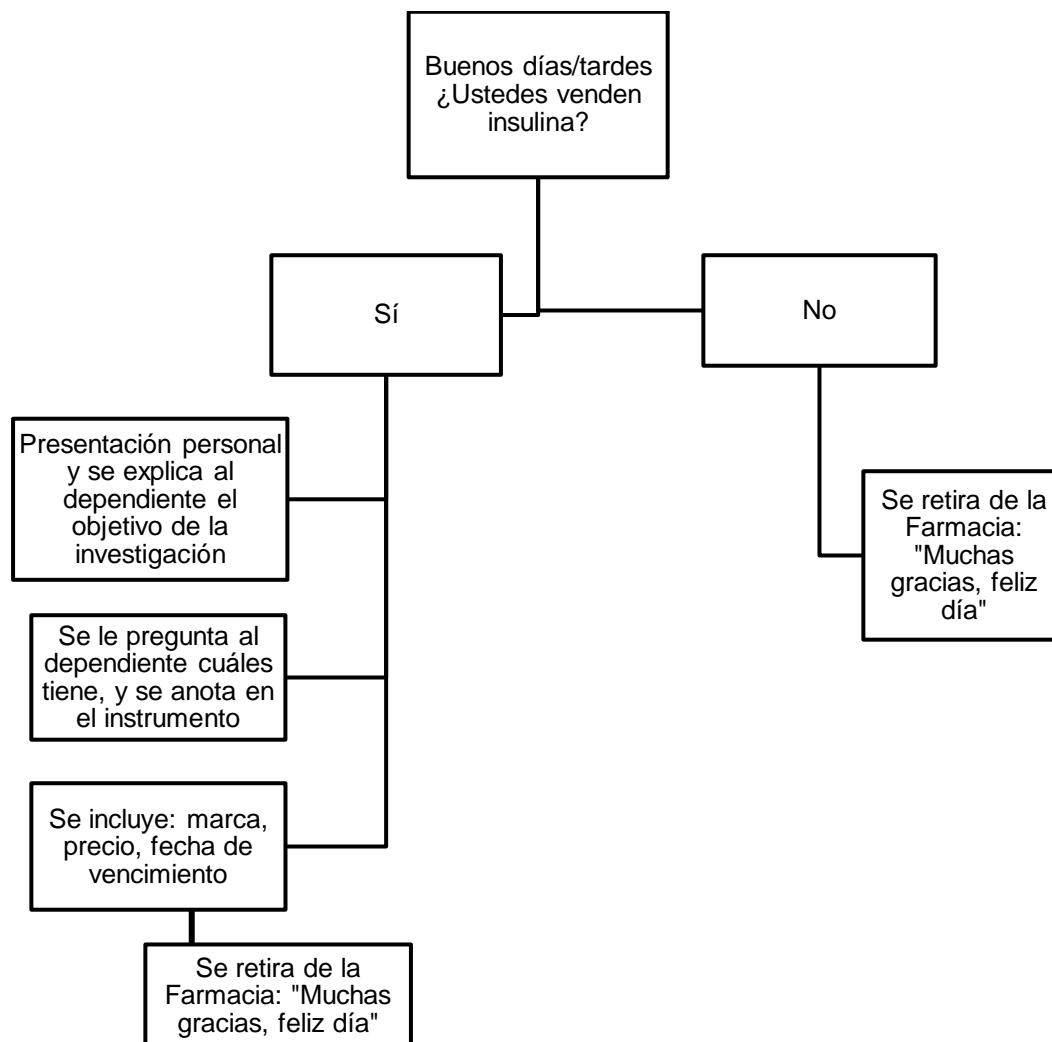 Buenos días/tardes
¿Ustedes venden
insulina?
Sí
No
Presentación personal
y se explica al
dependiente el
objetivo de la
investigación
Se retira de la
Farmacia:
"Muchas
gracias, feliz
día"
Se le pregunta al
dependiente cuáles
tiene, y se anota en
el instrumento
Se incluye: marca,
precio, fecha de
vencimiento
Se retira de la
Farmacia: "Muchas
gracias, feliz día"